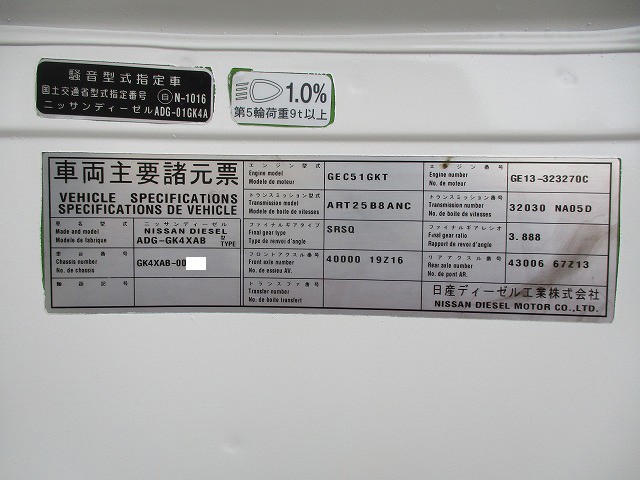 騒音型式指定車
国土交通省型式指定番号 自 N-1016
ニッサンディーゼル ADG-01GK4A
1.0%
第5輪荷重9t以上
車両主要諸元票
VEHICLE SPECIFICATIONS
SPECIFICATIONS DE VEHICLE
車名型式
Made and model
Modele de fabrique
ニッサンディーゼル
NISSAN DIESEL
ADG-GK4XAB
型
TYPE
車台番号
Chassis number
No. de chassis
GK4XAB-00
エンジン型式
Engine model
Modele de moteur
GEC51GKT
トランスミッション型式
Transmission model
Modele de boite de vitesses
ART25B8ANC
ファイナルギアタイプ
Final gear type
Type de renvoi d'angle
SRSQ
フロントアクスル番号
Front axle number
No. de essieu AV.
40000 19Z16
トランスファ番号
Transfer number
No. de boite transfert
エンジン番号
Engine number
No. de moteur
GE13-323270C
トランスミッション番号
Transmission number
No. de boite de vitesses
32030 NA05D
ファイナルギアレシオ
Final gear ratio
Rapport de renvoi d'angle
3.888
リアアクスル番号
Rear axle number
No. de pont AR.
43006 67Z13
日産ディーゼル工業株式会社
NISSAN DIESEL MOTOR CO.,LTD.